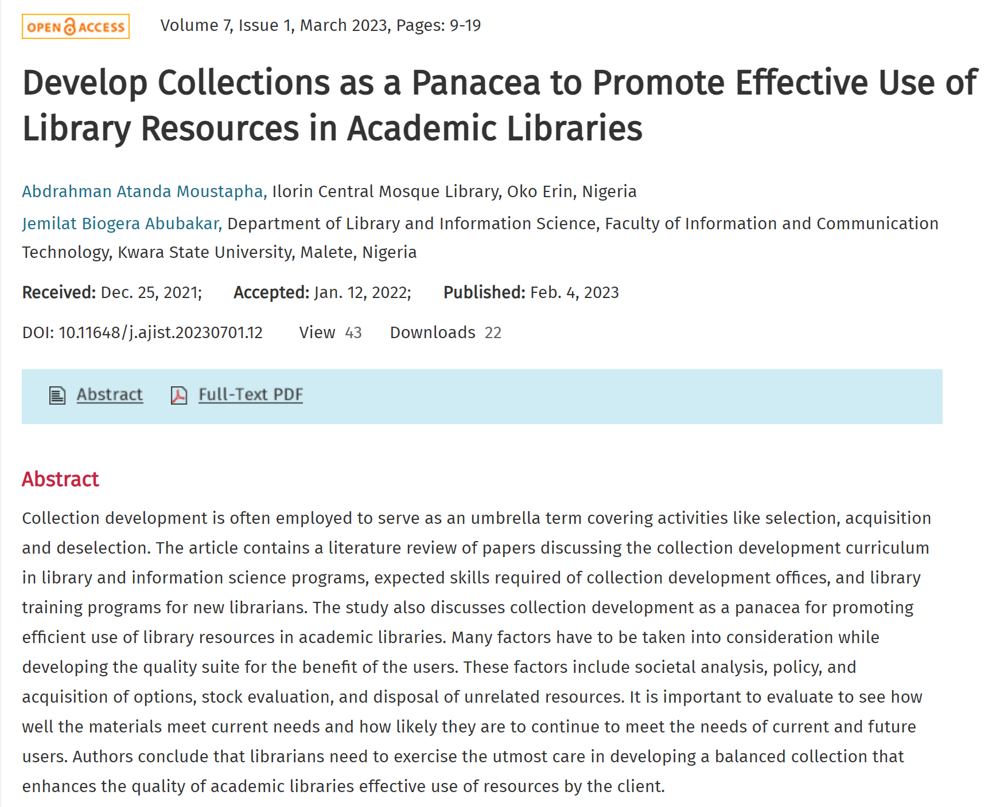 OPEN ACCESS Volume 7, Issue 1, March 2023, Pages: 9-19
Develop Collections as a Panacea to Promote Effective Use of
Library Resources in Academic Libraries
Abdrahman Atanda Moustapha, Ilorin Central Mosque Library, Oko Erin, Nigeria
Jemilat Biogera Abubakar, Department of Library and Information Science, Faculty of Information and Communication
Technology, Kwara State University, Malete, Nigeria
Received: Dec. 25, 2021; Accepted: Jan. 12, 2022; Published: Feb. 4, 2023
DOI: 10.11648/j.ajist.20230701.12 View 43 Downloads 22
Abstract Full-Text PDF
Abstract
Collection development is often employed to serve as an umbrella term covering activities like selection, acquisition
and deselection. The article contains a literature review of papers discussing the collection development curriculum
in library and information science programs, expected skills required of collection development offices, and library
training programs for new librarians. The study also discusses collection development as a panacea for promoting
efficient use of library resources in academic libraries. Many factors have to be taken into consideration while
developing the quality suite for the benefit of the users. These factors include societal analysis, policy, and
acquisition of options, stock evaluation, and disposal of unrelated resources. It is important to evaluate to see how
well the materials meet current needs and how likely they are to continue to meet the needs of current and future
users. Authors conclude that librarians need to exercise the utmost care in developing a balanced collection that
enhances the quality of academic libraries effective use of resources by the client.